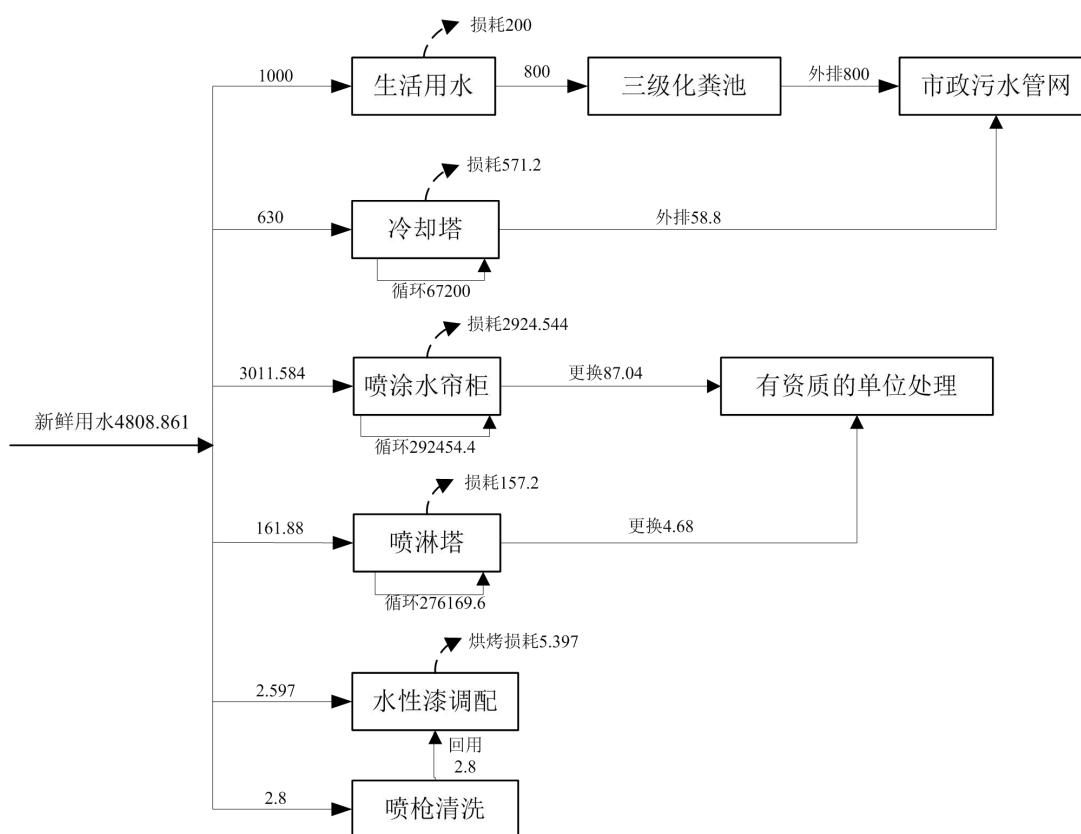 损耗200
1000
生活用水
800
三级化粪池
外排800
市政污水管网
损耗571.2
630
冷却塔
外排58.8
循环67200
损耗2924.544
3011.584
喷涂水帘柜
更换87.04
有资质的单位处理
循环292454.4
新鲜用水4808.861
损耗157.2
161.88
喷淋塔
更换4.68
循环276169.6
烘烤损耗5.397
2.597
水性漆调配
回用
2.8
2.8
喷枪清洗